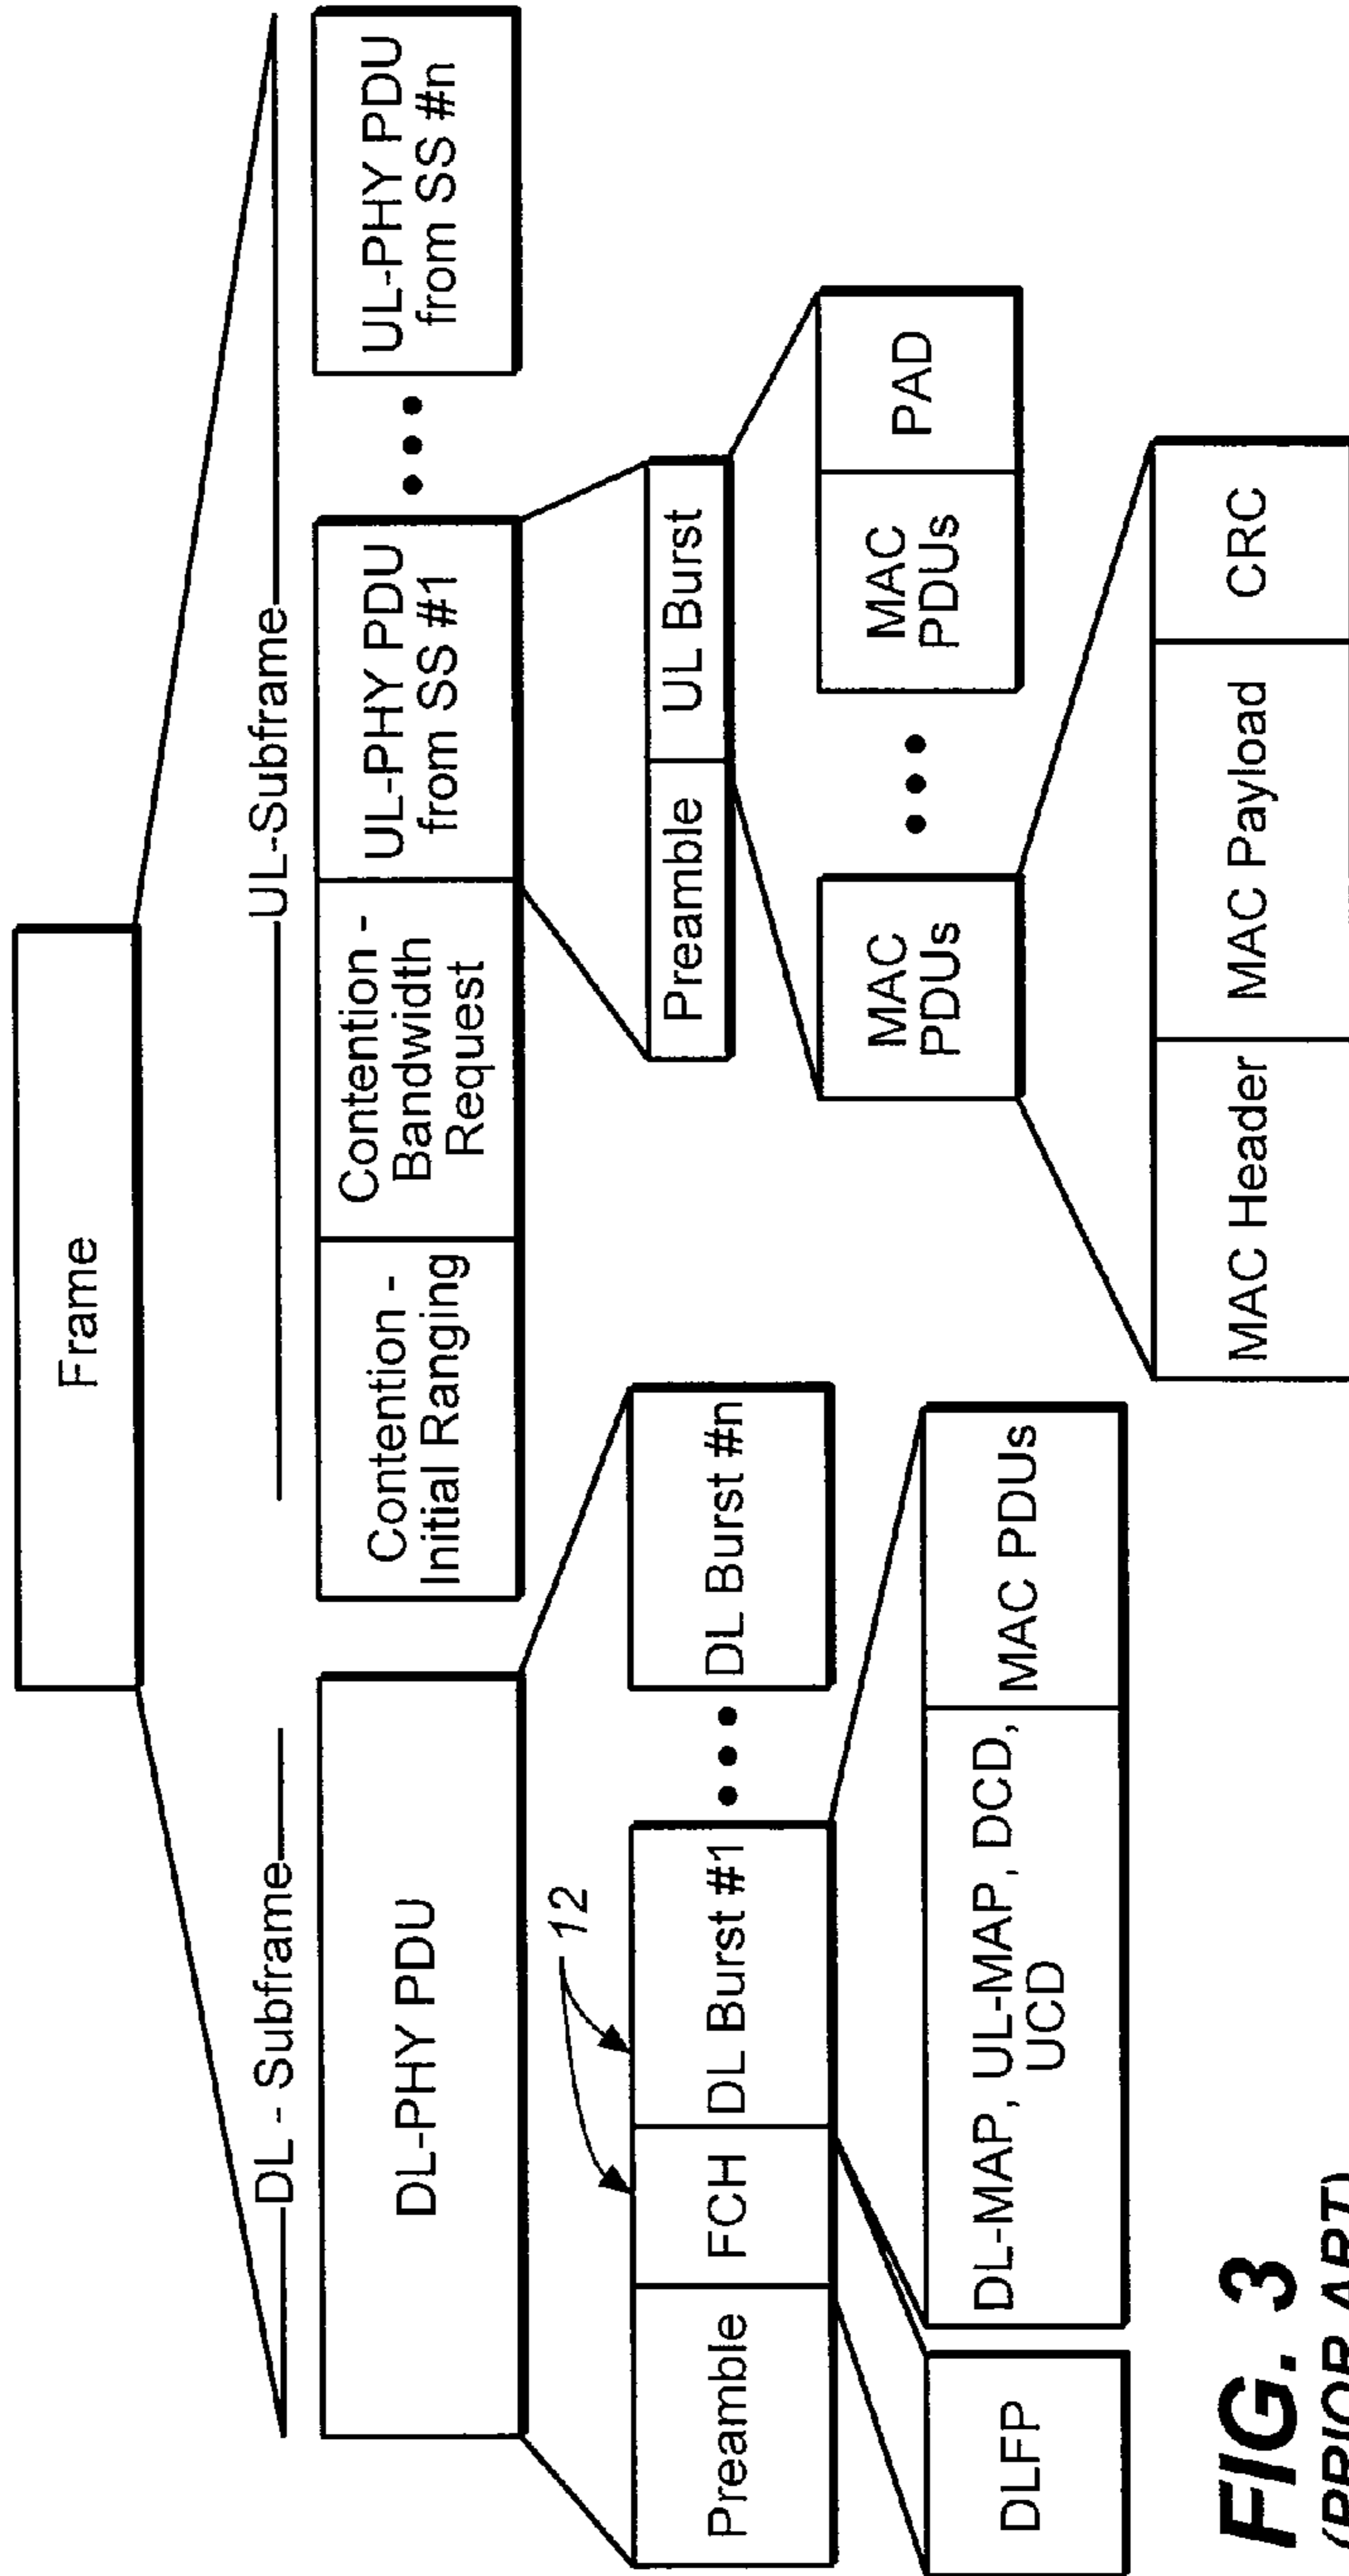 Frame
DL - Subframe
UL-Subframe
DL-PHY PDU
Contention -
Initial Ranging
Contention -
Bandwidth
Request
UL-PHY PDU
from SS #1
•••
UL-PHY PDU
from SS #n
12
Preamble
FCH
DL Burst #1
•••
DL Burst #n
Preamble
UL Burst
DLFP
DL-MAP, UL-MAP, DCD,
UCD
MAC PDUs
MAC
PDUs
•••
MAC
PDUs
PAD
MAC Header
MAC Payload
CRC
FIG. 3
(PRIOR ART)